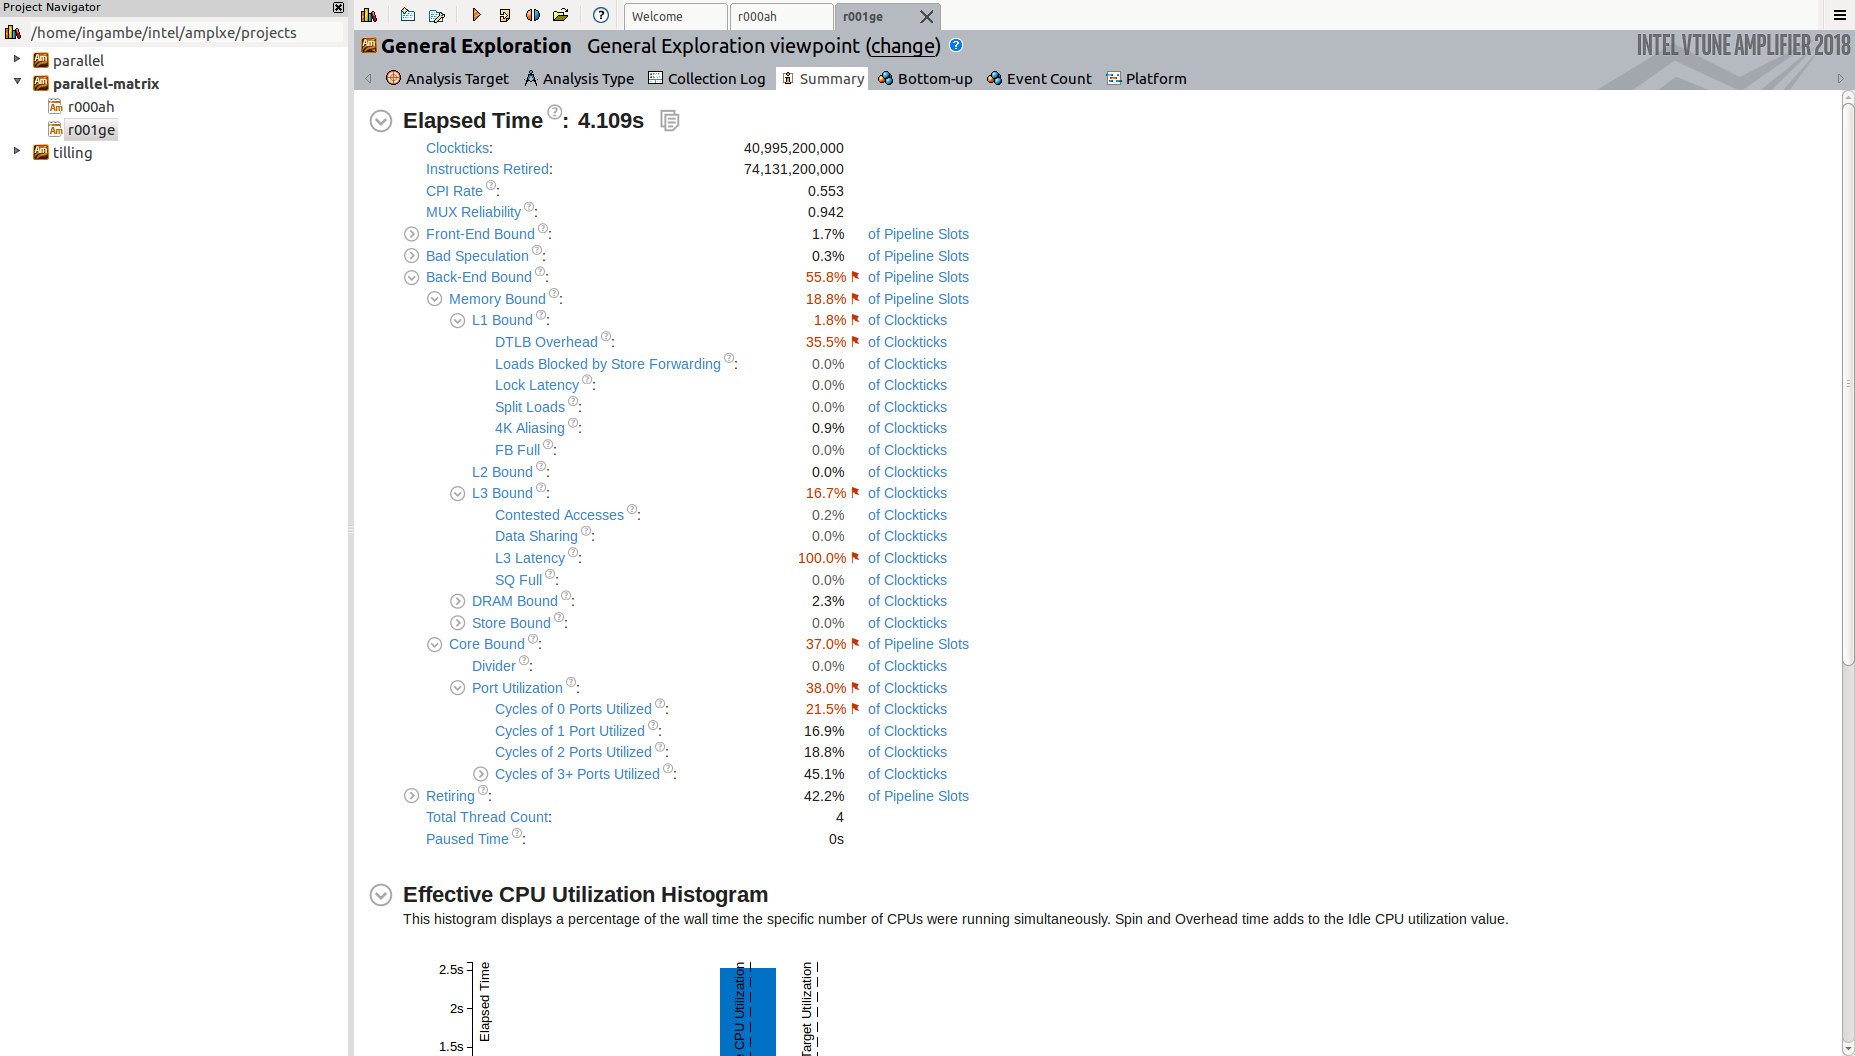 Project Navigator
/home/ingambe/intel/amplxe/projects
parallel
parallel-matrix
r000ah
r001ge
tilling
Welcome
r000ah
r001ge
General Exploration General Exploration viewpoint (change)
INTEL VTUNE AMPLIFIER 2018
Analysis Target Analysis Type Collection Log Summary Bottom-up Event Count Platform
Elapsed Time ?: 4.109s
Clockticks: 40,995,200,000
Instructions Retired: 74,131,200,000
CPI Rate ?: 0.553
MUX Reliability ?: 0.942
Front-End Bound ?: 1.7% of Pipeline Slots
Bad Speculation ?: 0.3% of Pipeline Slots
Back-End Bound ?: 55.8% of Pipeline Slots
Memory Bound ?: 18.8% of Pipeline Slots
L1 Bound ?: 1.8% of Clockticks
DTLB Overhead ?: 35.5% of Clockticks
Loads Blocked by Store Forwarding ?: 0.0% of Clockticks
Lock Latency ?: 0.0% of Clockticks
Split Loads ?: 0.0% of Clockticks
4K Aliasing ?: 0.9% of Clockticks
FB Full ?: 0.0% of Clockticks
L2 Bound ?: 0.0% of Clockticks
L3 Bound ?: 16.7% of Clockticks
Contested Accesses ?: 0.2% of Clockticks
Data Sharing ?: 0.0% of Clockticks
L3 Latency ?: 100.0% of Clockticks
SQ Full ?: 0.0% of Clockticks
DRAM Bound ?: 2.3% of Clockticks
Store Bound ?: 0.0% of Clockticks
Core Bound ?: 37.0% of Pipeline Slots
Divider ?: 0.0% of Clockticks
Port Utilization ?: 38.0% of Clockticks
Cycles of 0 Ports Utilized ?: 21.5% of Clockticks
Cycles of 1 Port Utilized ?: 16.9% of Clockticks
Cycles of 2 Ports Utilized ?: 18.8% of Clockticks
Cycles of 3+ Ports Utilized ?: 45.1% of Clockticks
Retiring ?: 42.2% of Pipeline Slots
Total Thread Count: 4
Paused Time ?: 0s
Effective CPU Utilization Histogram
This histogram displays a percentage of the wall time the specific number of CPUs were running simultaneously. Spin and Overhead time adds to the Idle CPU utilization value.
2.5s
2s
1.5s
Elapsed Time
CPU Utilization
Target Utilization